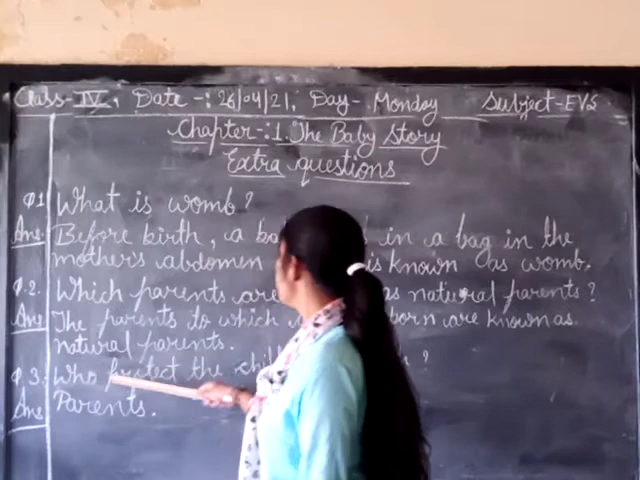 Class- IV, Date -: 26/04/21, Day- Monday Subject-EVS
Chapter-:1. The Baby Story
Extra questions
Q.1 What is womb?
Ans. Before birth, a in a bag in the
mother's abdomen is known as womb.
Q.2. Which parents are as natural parents?
Ans. The parents to which born are known as
natural parents.
Q.3. Who protect the ?
Ans. Parents.